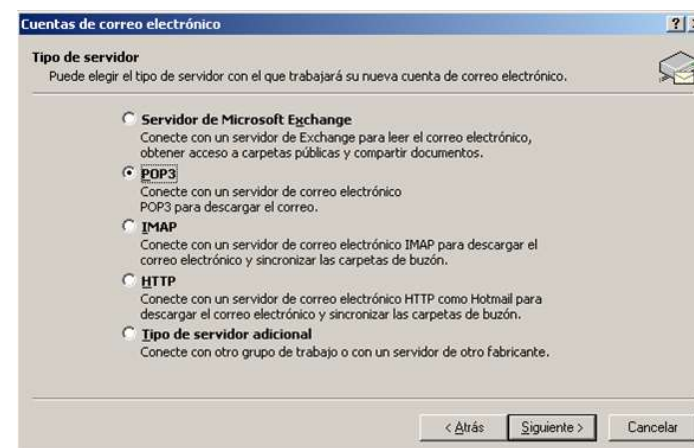 Cuentas de correo electrónico
Tipo de servidor
Puede elegir el tipo de servidor con el que trabajará su nueva cuenta de correo electrónico.
Servidor de Microsoft Exchange
Conecte con un servidor de Exchange para leer el correo electrónico,
obtener acceso a carpetas públicas y compartir documentos.
POP3
Conecte con un servidor de correo electrónico
POP3 para descargar el correo.
IMAP
Conecte con un servidor de correo electrónico IMAP para descargar el
correo electrónico y sincronizar las carpetas de buzón.
HTTP
Conecte con un servidor de correo electrónico HTTP como Hotmail para
descargar el correo electrónico y sincronizar las carpetas de buzón.
Tipo de servidor adicional
Conecte con otro grupo de trabajo o con un servidor de otro fabricante.
< Atrás Siguiente > Cancelar